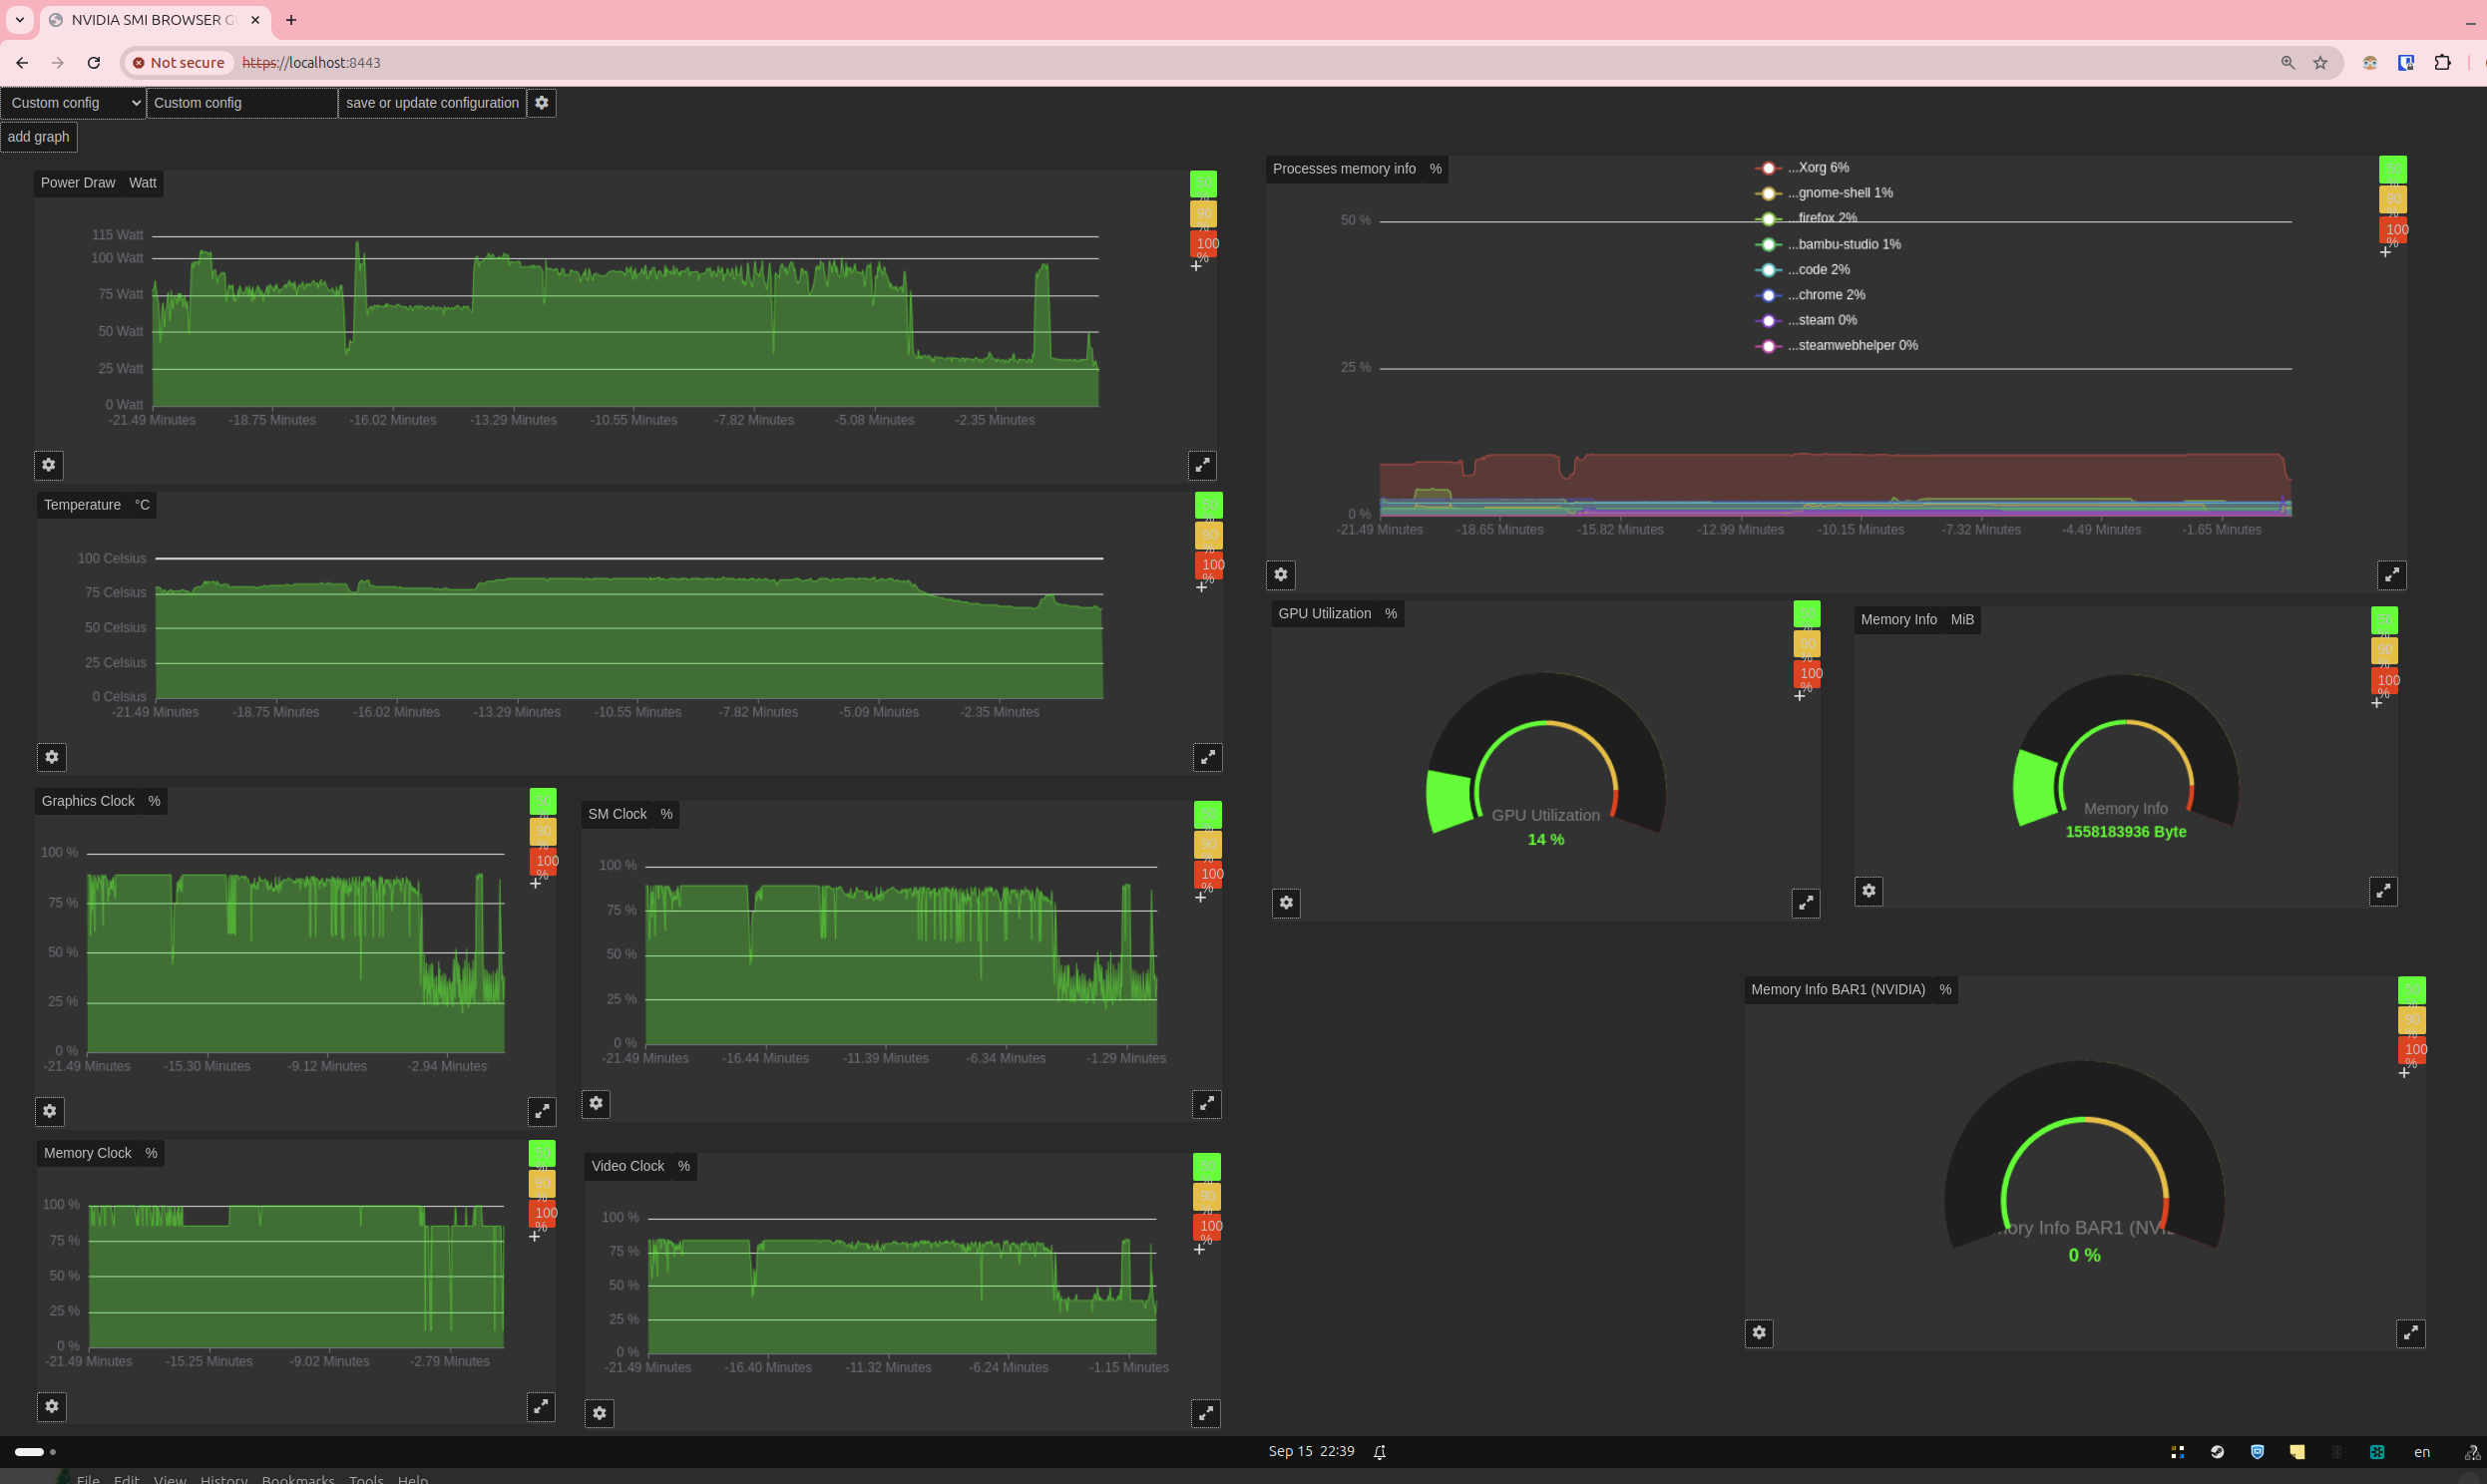 NVIDIA SMI BROWSER G
Not secure https://localhost:8443
Custom config Custom config save or update configuration
add graph
Power Draw Watt
50
%
90
%
100
%
+
115 Watt
100 Watt
75 Watt
50 Watt
25 Watt
0 Watt
-21.49 Minutes -18.75 Minutes -16.02 Minutes -13.29 Minutes -10.55 Minutes -7.82 Minutes -5.08 Minutes -2.35 Minutes
Temperature °C
50
%
90
%
100
%
+
100 Celsius
75 Celsius
50 Celsius
25 Celsius
0 Celsius
-21.49 Minutes -18.75 Minutes -16.02 Minutes -13.29 Minutes -10.55 Minutes -7.82 Minutes -5.09 Minutes -2.35 Minutes
Graphics Clock %
50
%
90
%
100
%
+
100 %
75 %
50 %
25 %
0 %
-21.49 Minutes -15.30 Minutes -9.12 Minutes -2.94 Minutes
SM Clock %
50
%
90
%
100
%
+
100 %
75 %
50 %
25 %
0 %
-21.49 Minutes -16.44 Minutes -11.39 Minutes -6.34 Minutes -1.29 Minutes
Memory Clock %
50
%
90
%
100
%
+
100 %
75 %
50 %
25 %
0 %
-21.49 Minutes -15.25 Minutes -9.02 Minutes -2.79 Minutes
Video Clock %
50
%
90
%
100
%
+
100 %
75 %
50 %
25 %
0 %
-21.49 Minutes -16.40 Minutes -11.32 Minutes -6.24 Minutes -1.15 Minutes
Processes memory info %
...Xorg 6%
...gnome-shell 1%
...firefox 2%
...bambu-studio 1%
...code 2%
...chrome 2%
...steam 0%
...steamwebhelper 0%
50
%
90
%
100
%
+
50 %
25 %
0 %
-21.49 Minutes -18.65 Minutes -15.82 Minutes -12.99 Minutes -10.15 Minutes -7.32 Minutes -4.49 Minutes -1.65 Minutes
GPU Utilization %
50
%
90
%
100
%
+
GPU Utilization
14 %
Memory Info MiB
50
%
90
%
100
%
+
Memory Info
1558183936 Byte
Memory Info BAR1 (NVIDIA) %
50
%
90
%
100
%
+
ory Info BAR1 (NV
0 %
Sep 15 22:39
en
File Edit View History Bookmarks Tools Help